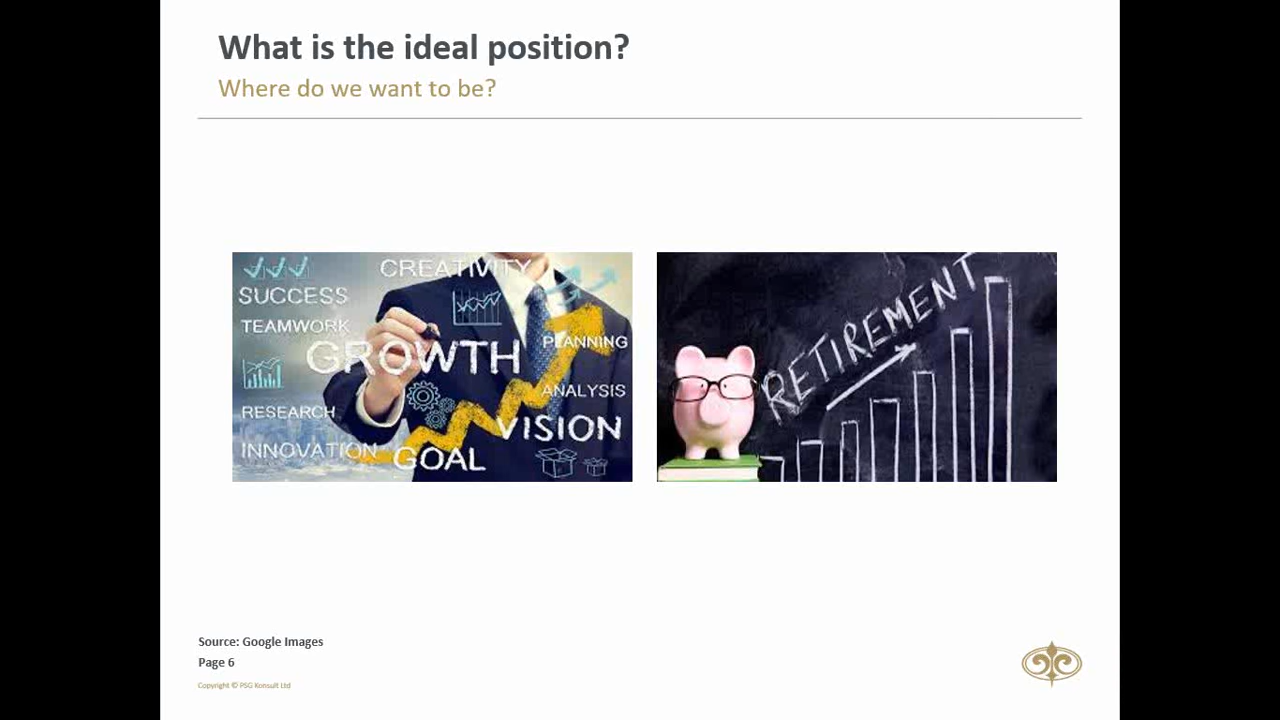 What is the ideal position?
Where do we want to be?
CREATIVITY
SUCCESS
TEAMWORK
GROWTH
PLANNING
ANALYSIS
RESEARCH
VISION
INNOVATION
GOAL
RETIREMENT
Source: Google Images
Page 6
Copyright © PSG Konsult Ltd